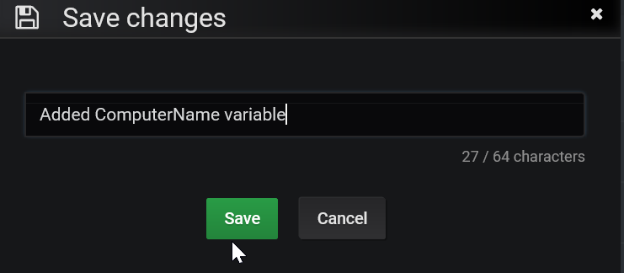 Save changes
Added ComputerName variable
27 / 64 characters
Save
Cancel